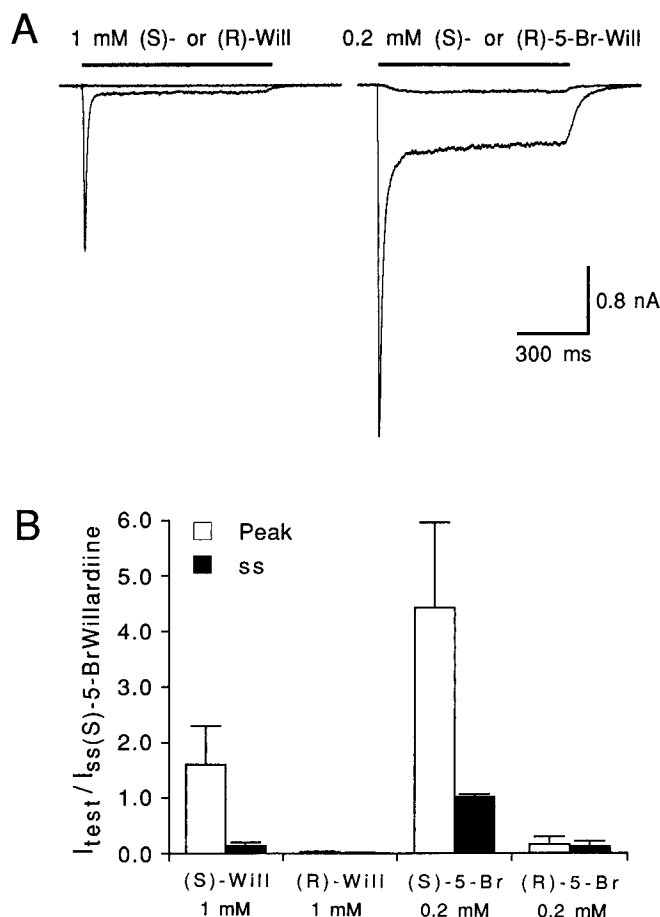 A
1 mM (S)- or (R)-Will
0.2 mM (S)- or (R)-5-Br-Will
0.8 nA
300 ms
B
Itest / Iss(S)-5-BrWillardiine
6.0
5.0
4.0
3.0
2.0
1.0
0.0
Peak
ss
(S)-Will
1 mM
(R)-Will
1 mM
(S)-5-Br
0.2 mM
(R)-5-Br
0.2 mM